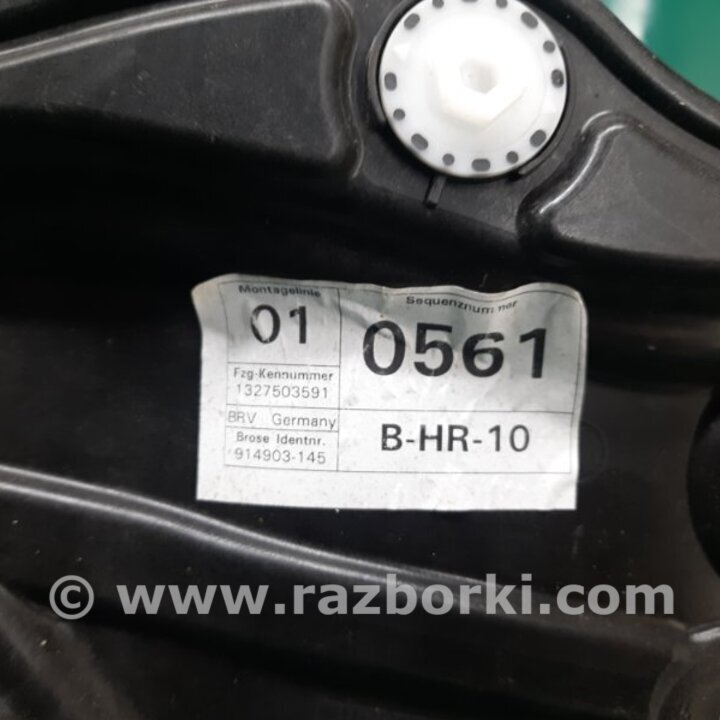 Montagelinie
01
Sequenznummer
0561
Fzg-Kennummer
1327503591
BRV Germany
Brose Identnr.
914903-145
B-HR-10
© www.razborki.com